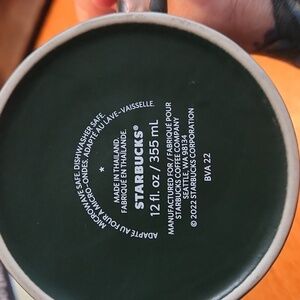 MICROWAVE SAFE. DISHWASHER SAFE.
ADAPTÉ AU FOUR À MICRO-ONDES. ADAPTÉ AU LAVE-VAISSELLE.
MADE IN THAILAND.
FABRIQUÉ EN THAÏLANDE.
STARBUCKS®
12 fl. oz / 355 mL
MANUFACTURED FOR / FABRIQUÉ POUR
STARBUCKS COFFEE COMPANY
SEATTLE WA 98134
© 2022 STARBUCKS CORPORATION
BVA 22